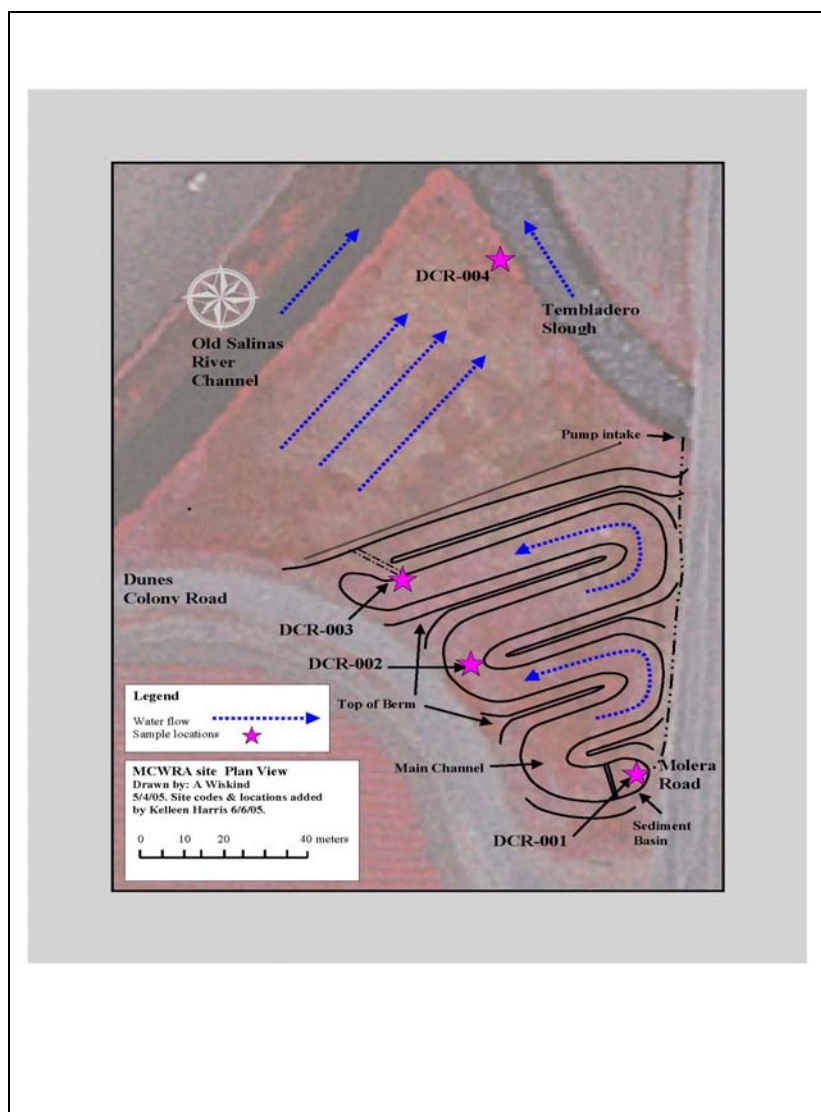 DCR-004
Tembladero
Slough
Old Salinas
River
Channel
Pump intake
Dunes
Colony Road
DCR-003
DCR-002
Top of Berm
Main Channel
Molera
Road
Sediment
Basin
DCR-001
Legend
Water flow
Sample locations
MCWRA site Plan View
Drawn by: A Wiskind
5/4/05. Site codes & locations added
by Kelleen Harris 6/6/05.
0 20 40 meters